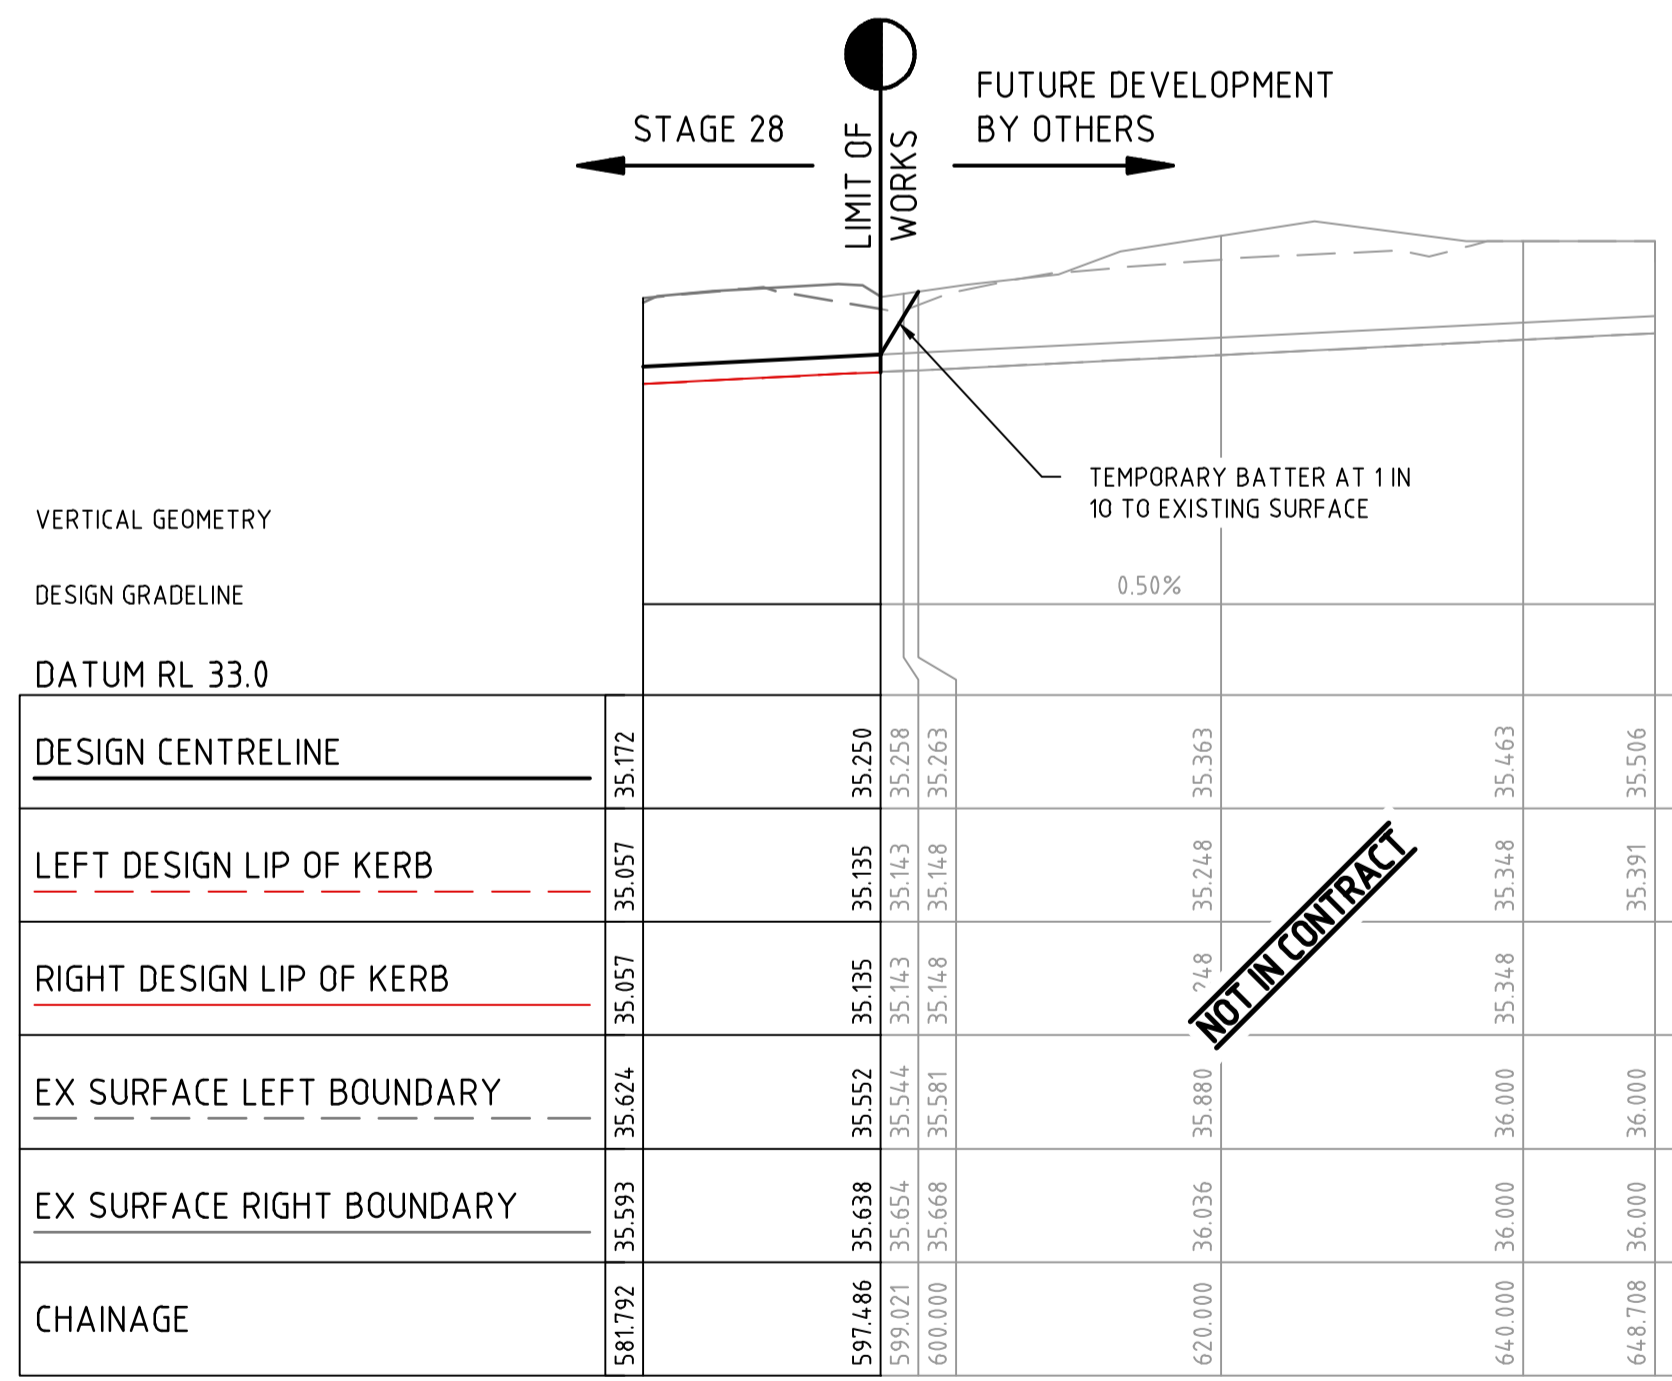 FUTURE DEVELOPMENT
BY OTHERS
STAGE 28
LIMIT OF
WORKS
TEMPORARY BATTER AT 1 IN
10 TO EXISTING SURFACE
VERTICAL GEOMETRY
DESIGN GRADELINE
0.50%
DATUM RL 33.0
DESIGN CENTRELINE 35.172 35.250 35.258 35.263 35.363 35.463 35.506
LEFT DESIGN LIP OF KERB 35.057 35.135 35.143 35.148 35.248 35.348 35.391
RIGHT DESIGN LIP OF KERB 35.057 35.135 35.143 35.148 248 35.348
NOT IN CONTRACT
EX SURFACE LEFT BOUNDARY 35.624 35.552 35.544 35.581 35.880 36.000 36.000
EX SURFACE RIGHT BOUNDARY 35.593 35.638 35.654 35.668 36.036 36.000 36.000
CHAINAGE 581.792 597.486 599.021 600.000 620.000 640.000 648.708